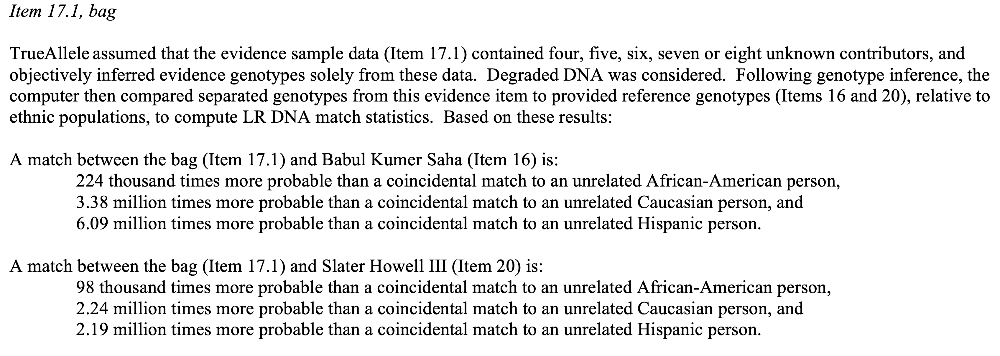 Item 17.1, bag
TrueAllele assumed that the evidence sample data (Item 17.1) contained four, five, six, seven or eight unknown contributors, and
objectively inferred evidence genotypes solely from these data.  Degraded DNA was considered.  Following genotype inference, the
computer then compared separated genotypes from this evidence item to provided reference genotypes (Items 16 and 20), relative to
ethnic populations, to compute LR DNA match statistics.  Based on these results:
A match between the bag (Item 17.1) and Babul Kumer Saha (Item 16) is:
224 thousand times more probable than a coincidental match to an unrelated African-American person,
3.38 million times more probable than a coincidental match to an unrelated Caucasian person, and
6.09 million times more probable than a coincidental match to an unrelated Hispanic person.
A match between the bag (Item 17.1) and Slater Howell III (Item 20) is:
98 thousand times more probable than a coincidental match to an unrelated African-American person,
2.24 million times more probable than a coincidental match to an unrelated Caucasian person, and
2.19 million times more probable than a coincidental match to an unrelated Hispanic person.